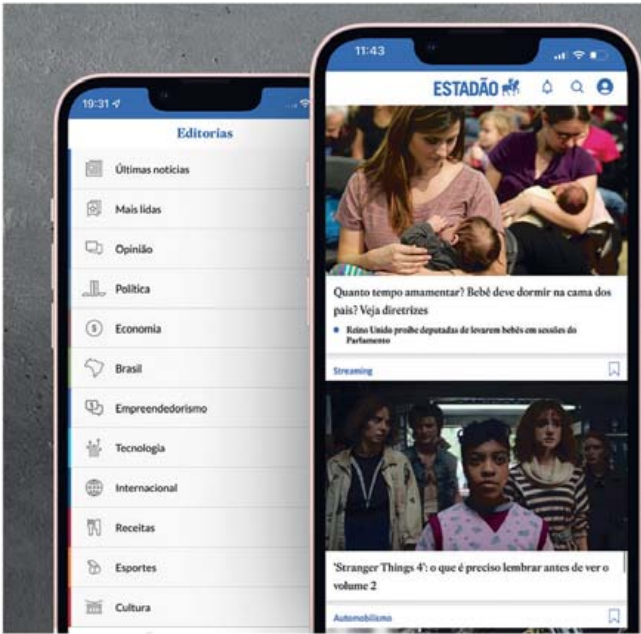 19:31
Editorias
Últimas notícias
Mais lidas
Opinião
Política
Economia
Brasil
Empreendedorismo
Tecnologia
Internacional
Receitas
Esportes
Cultura
11:43
ESTADÃO
Quanto tempo amamentar? Bebê deve dormir na cama dos
pais? Veja diretrizes
Reino Unido proíbe deputadas de levarem bebês em sessões do
Parlamento
Streaming
'Stranger Things 4': o que é preciso lembrar antes de ver o
volume 2
Automobilismo